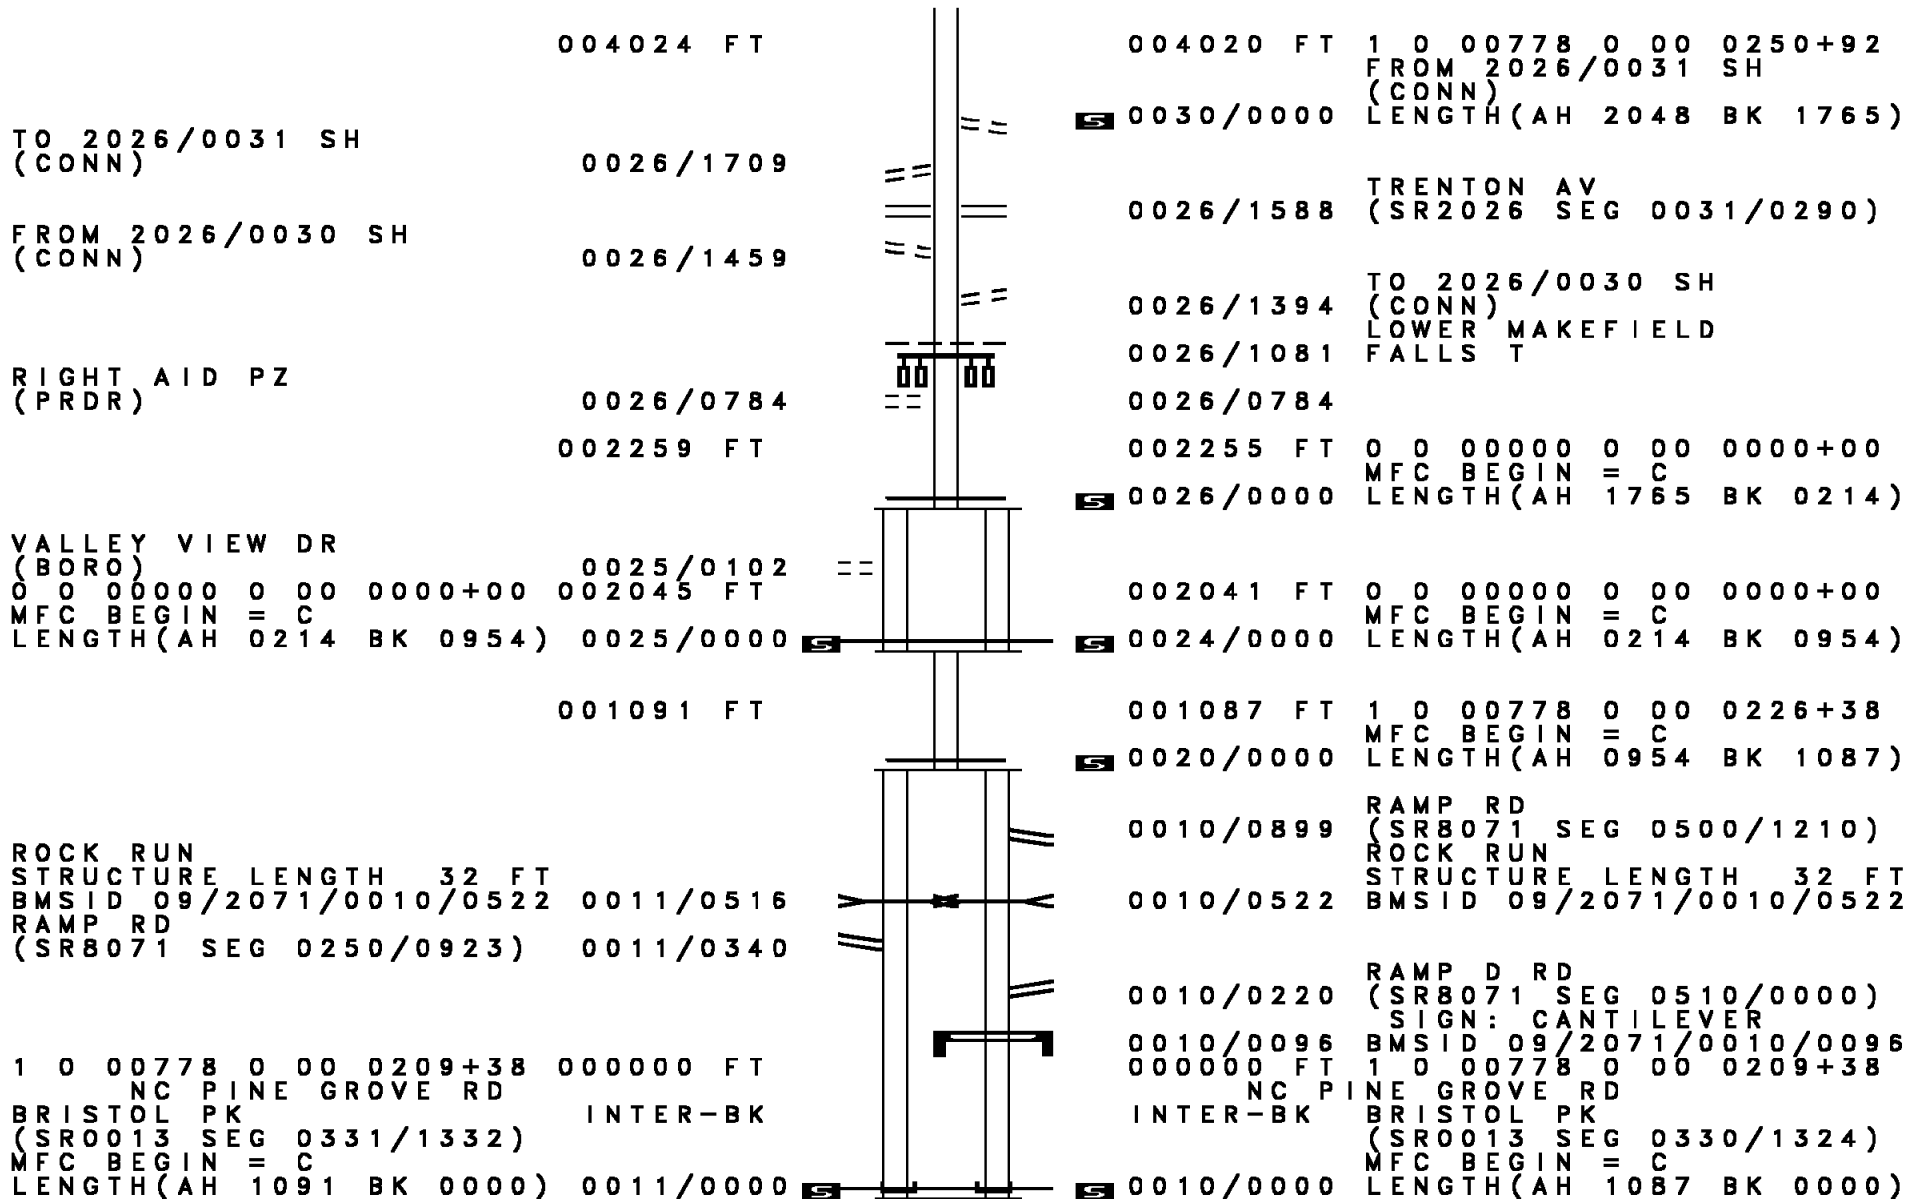 004024 FT 004020 FT 1 0 00778 0 00 0250+92
FROM 2026/0031 SH
(CONN)
S 0030/0000 LENGTH(AH 2048 BK 1765)
TO 2026/0031 SH
(CONN) 0026/1709
TRENTON AV
0026/1588 (SR2026 SEG 0031/0290)
FROM 2026/0030 SH
(CONN) 0026/1459
TO 2026/0030 SH
0026/1394 (CONN)
LOWER MAKEFIELD
0026/1081 FALLS T
RIGHT AID PZ
(PRDR) 0026/0784 0026/0784
002259 FT 002255 FT 0 0 00000 0 00 0000+00
MFC BEGIN = C
S 0026/0000 LENGTH(AH 1765 BK 0214)
VALLEY VIEW DR
(BORO) 0025/0102
0 0 00000 0 00 0000+00 002045 FT 002041 FT 0 0 00000 0 00 0000+00
MFC BEGIN = C MFC BEGIN = C
LENGTH(AH 0214 BK 0954) 0025/0000 S S 0024/0000 LENGTH(AH 0214 BK 0954)
001091 FT 001087 FT 1 0 00778 0 00 0226+38
MFC BEGIN = C
S 0020/0000 LENGTH(AH 0954 BK 1087)
RAMP RD
0010/0899 (SR8071 SEG 0500/1210)
ROCK RUN ROCK RUN
STRUCTURE LENGTH 32 FT STRUCTURE LENGTH 32 FT
BMSID 09/2071/0010/0522 0011/0516 0010/0522 BMSID 09/2071/0010/0522
RAMP RD
(SR8071 SEG 0250/0923) 0011/0340
RAMP D RD
0010/0220 (SR8071 SEG 0510/0000)
SIGN: CANTILEVER
0010/0096 BMSID 09/2071/0010/0096
1 0 00778 0 00 0209+38 000000 FT 000000 FT 1 0 00778 0 00 0209+38
NC PINE GROVE RD NC PINE GROVE RD
BRISTOL PK INTER-BK INTER-BK BRISTOL PK
(SR0013 SEG 0331/1332) (SR0013 SEG 0330/1324)
MFC BEGIN = C MFC BEGIN = C
LENGTH(AH 1091 BK 0000) 0011/0000 S S 0010/0000 LENGTH(AH 1087 BK 0000)